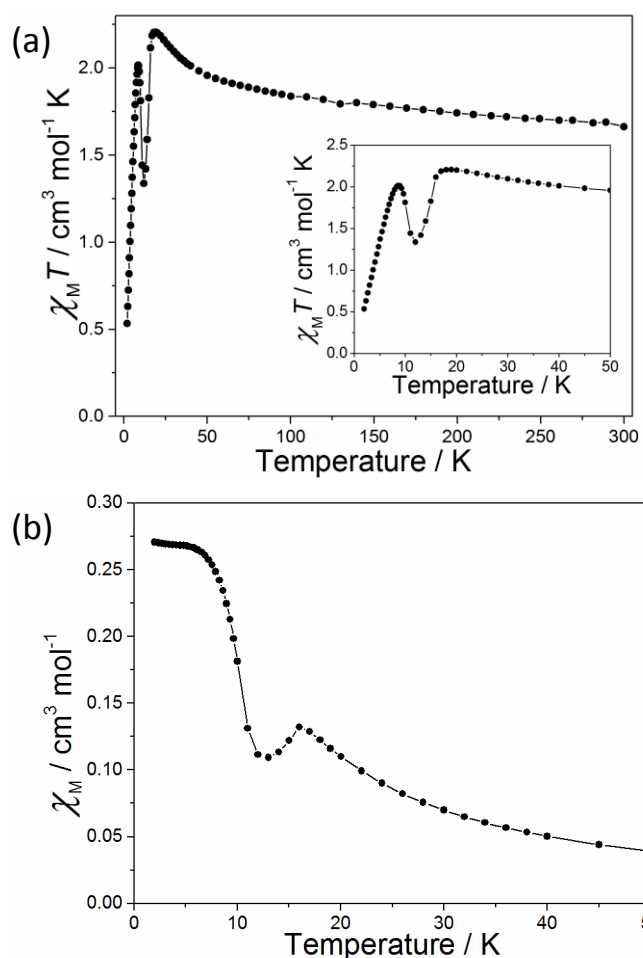 (a)
χ_M T / cm³ mol⁻¹ K
2.0
1.5
1.0
0.5
0.0
0 50 100 150 200 250 300
Temperature / K
χ_M T / cm³ mol⁻¹ K
2.5
2.0
1.5
1.0
0.5
0.0
0 10 20 30 40 50
Temperature / K
(b)
χ_M / cm³ mol⁻¹
0.30
0.25
0.20
0.15
0.10
0.05
0.00
0 10 20 30 40
Temperature / K